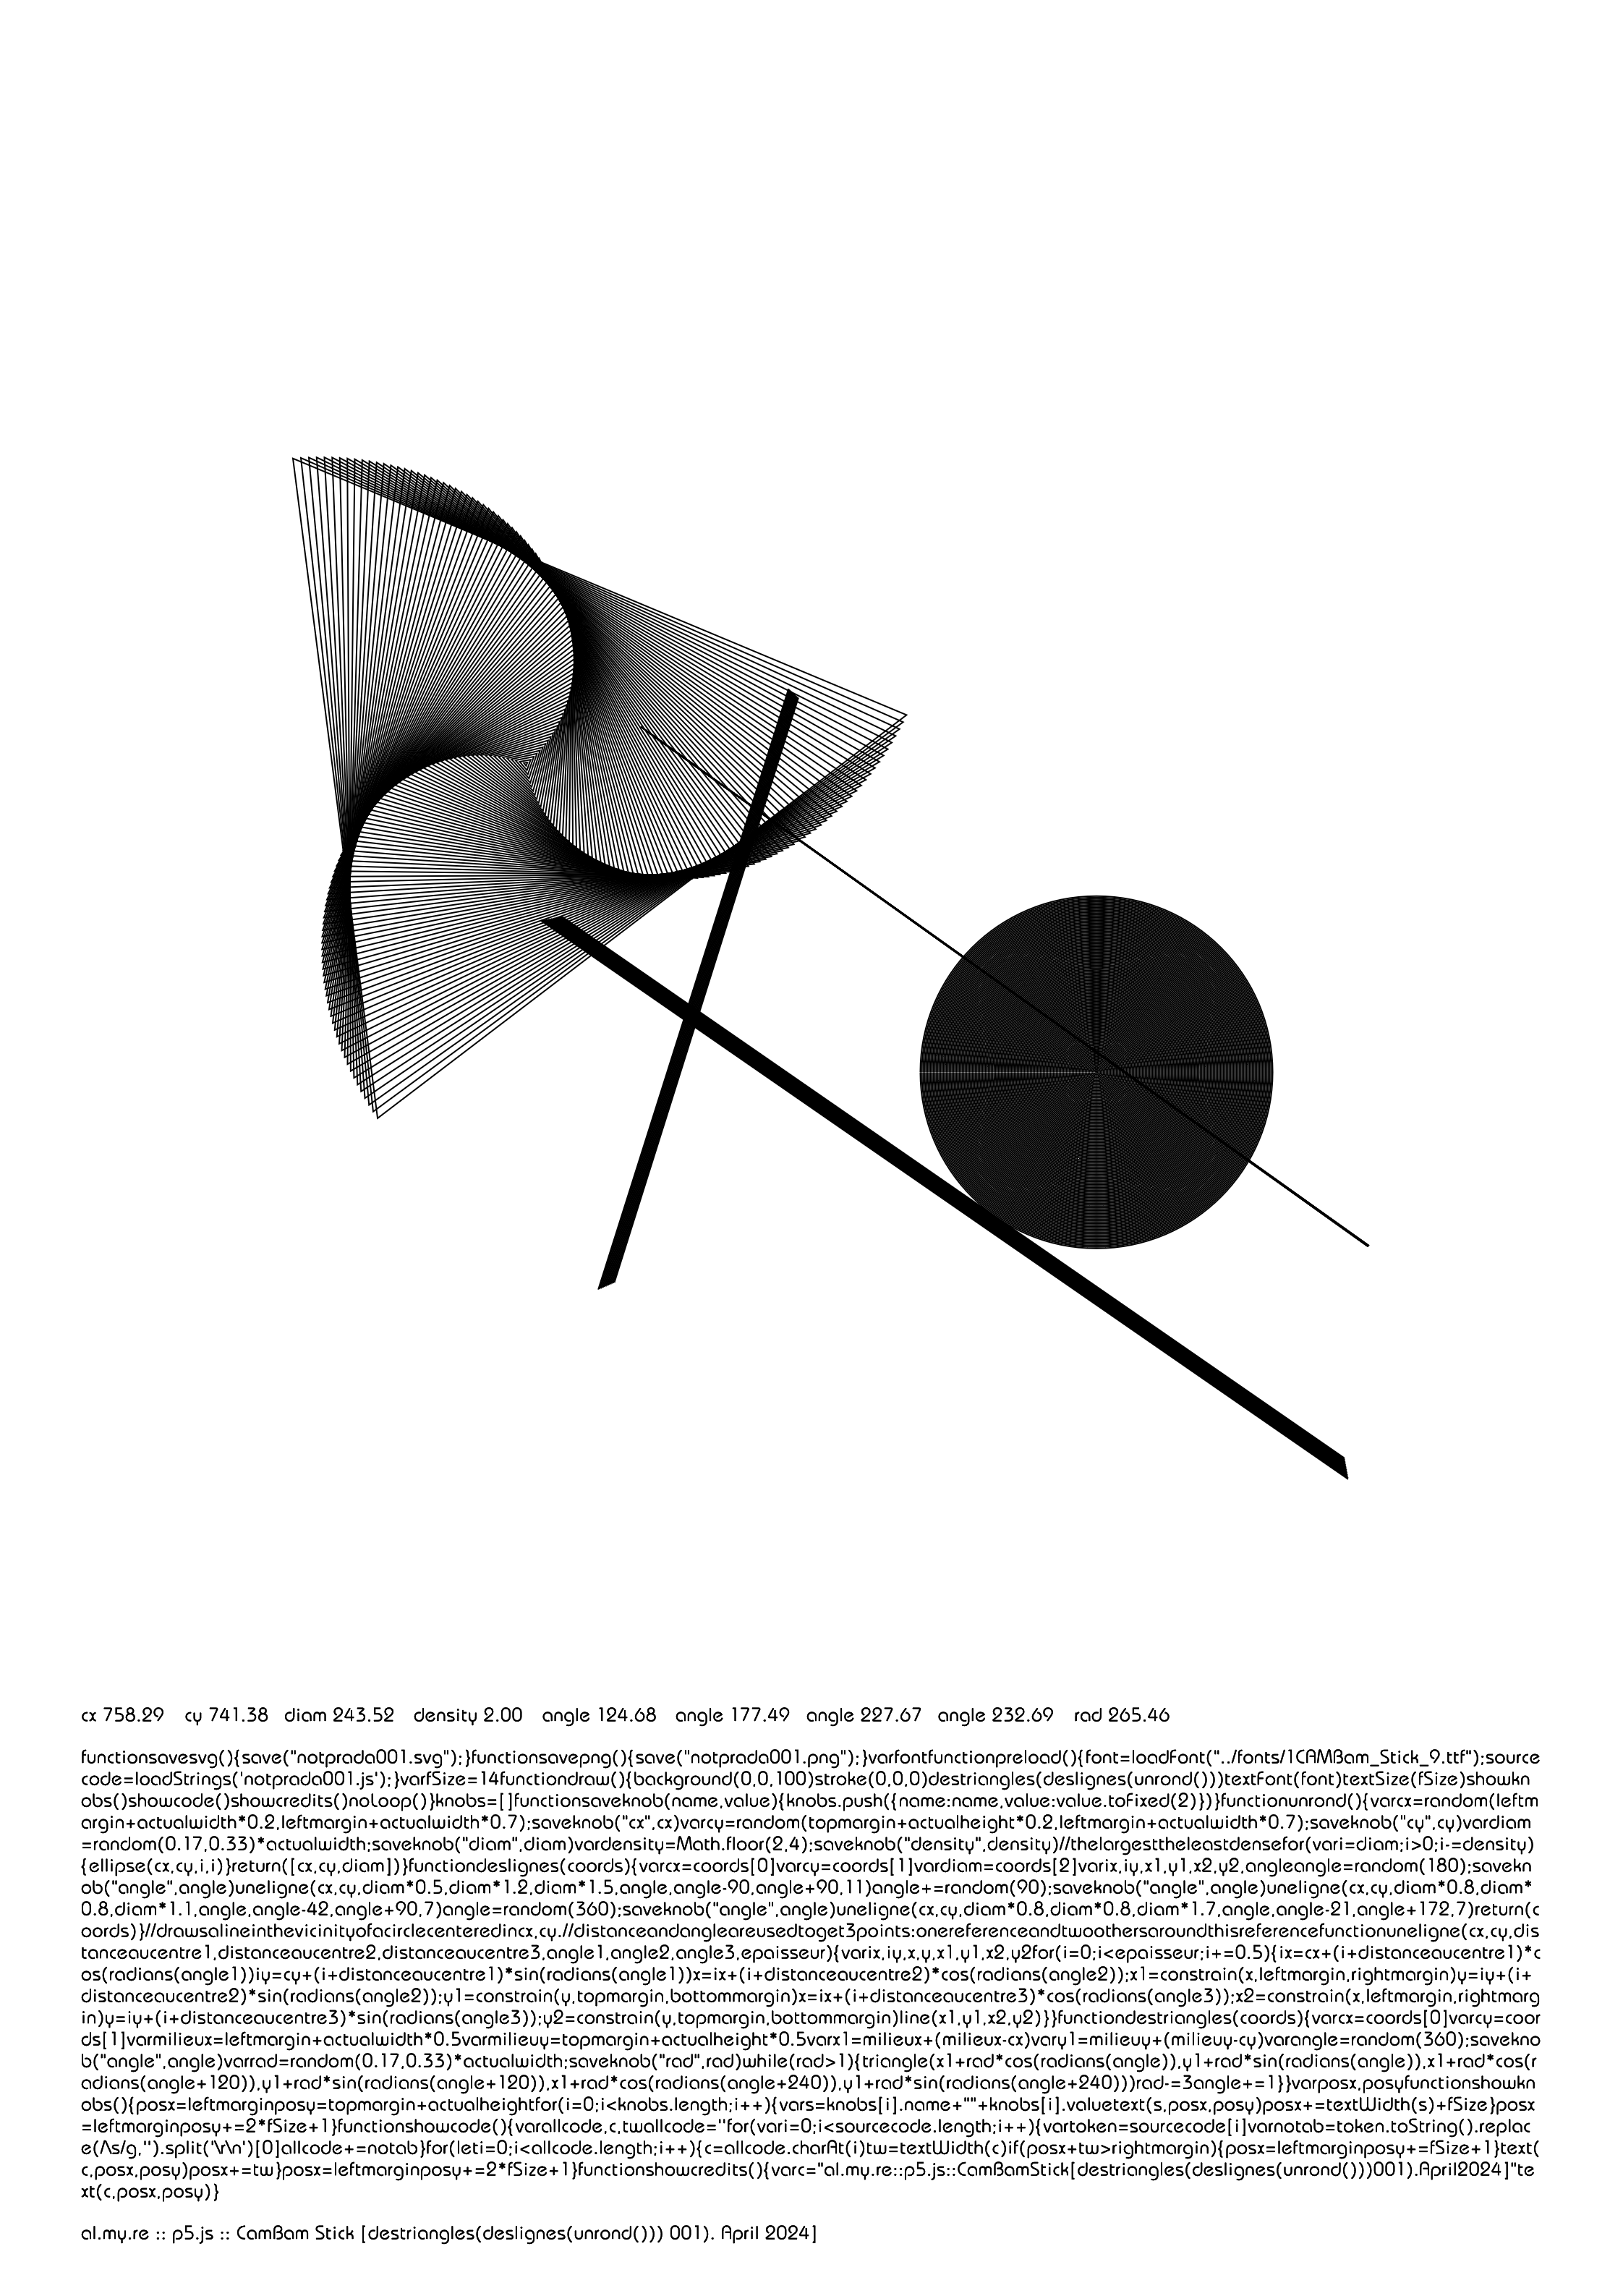 cx 758.29 cy 741.38 diam 243.52 density 2.00 angle 124.68 angle 177.49 angle 227.67 angle 232.69 rad 265.46
functionsavesvg(){save("notprada001.svg");}functionsavepng(){save("notprada001.png");}varfontfunctionpreload(){font=loadFont("../fonts/1CAMBam_Stick_9.ttf");source
code=loadStrings('notprada001.js');}varfSize=14functiondraw(){background(0,0,100)stroke(0,0,0)destriangles(deslignes(unrond()))textFont(font)textSize(fSize)showkn
obs()showcode()showcredits()noLoop()}knobs=[]functionsaveknob(name,value){knobs.push({name:name,value:value.toFixed(2)})}functionunrond(){varcx=random(leftm
argin+actualwidth*0.2,leftmargin+actualwidth*0.7);saveknob("cx",cx)varcy=random(topmargin+actualheight*0.2,leftmargin+actualwidth*0.7);saveknob("cy",cy)vardiam
=random(0.17,0.33)*actualwidth;saveknob("diam",diam)vardensity=Math.floor(2,4);saveknob("density",density)//thelargesttheleastdensefor(vari=diam;i>0;i-=density)
{ellipse(cx,cy,i,i)}return([cx,cy,diam])}functiondeslignes(coords){varcx=coords[0]varcy=coords[1]vardiam=coords[2]varix,iy,x1,y1,x2,y2,angleangle=random(180);savekn
ob("angle",angle)uneligne(cx,cy,diam*0.5,diam*1.2,diam*1.5,angle,angle-90,angle+90,11)angle+=random(90);saveknob("angle",angle)uneligne(cx,cy,diam*0.8,diam*
0.8,diam*1.1,angle,angle-42,angle+90,7)angle=random(360);saveknob("angle",angle)uneligne(cx,cy,diam*0.8,diam*0.8,diam*1.7,angle,angle-21,angle+172,7)return(c
oords)}//drawsalineinthevicinityofacirclecenteredincx,cy.//distanceandangleareusedtoget3points:onereferenceandtwoothersaroundthisreferencefunctionuneligne(cx,cy,dis
tanceaucentre1,distanceaucentre2,distanceaucentre3,angle1,angle2,angle3,epaisseur){varix,iy,x,y,x1,y1,x2,y2for(i=0;i<epaisseur;i+=0.5){ix=cx+(i+distanceaucentre1)*c
os(radians(angle1))iy=cy+(i+distanceaucentre1)*sin(radians(angle1))x=ix+(i+distanceaucentre2)*cos(radians(angle2));x1=constrain(x,leftmargin,rightmargin)y=iy+(i+
distanceaucentre2)*sin(radians(angle2));y1=constrain(y,topmargin,bottommargin)x=ix+(i+distanceaucentre3)*cos(radians(angle3));x2=constrain(x,leftmargin,rightmarg
in)y=iy+(i+distanceaucentre3)*sin(radians(angle3));y2=constrain(y,topmargin,bottommargin)line(x1,y1,x2,y2)}}functiondestriangles(coords){varcx=coords[0]varcy=coor
ds[1]varmilieux=leftmargin+actualwidth*0.5varmilieuy=topmargin+actualheight*0.5varx1=milieux+(milieux-cx)vary1=milieuy+(milieuy-cy)varangle=random(360);savekno
b("angle",angle)varrad=random(0.17,0.33)*actualwidth;saveknob("rad",rad)while(rad>1){triangle(x1+rad*cos(radians(angle)),y1+rad*sin(radians(angle)),x1+rad*cos(r
adians(angle+120)),y1+rad*sin(radians(angle+120)),x1+rad*cos(radians(angle+240)),y1+rad*sin(radians(angle+240)))rad-=3angle+=1}}varposx,posyfunctionshowkn
obs(){posx=leftmarginposy=topmargin+actualheightfor(i=0;i<knobs.length;i++){vars=knobs[i].name+""+knobs[i].valuetext(s,posx,posy)posx+=textWidth(s)+fSize}posx
=leftmarginposy+=2*fSize+1}functionshowcode(){varallcode,c,twallcode=''for(vari=0;i<sourcecode.length;i++){vartoken=sourcecode[i]varnotab=token.toString().replac
e(/\s/g,'').split('\r\n')[0]allcode+=notab}for(leti=0;i<allcode.length;i++){c=allcode.charAt(i)tw=textWidth(c)if(posx+tw>rightmargin){posx=leftmarginposy+=fSize+1}text(
c,posx,posy)posx+=tw}posx=leftmarginposy+=2*fSize+1}functionshowcredits(){varc="al.my.re::p5.js::CamBamStick[destriangles(deslignes(unrond()))001).April2024]"te
xt(c,posx,posy)}
al.my.re :: p5.js :: CamBam Stick [destriangles(deslignes(unrond())) 001). April 2024]